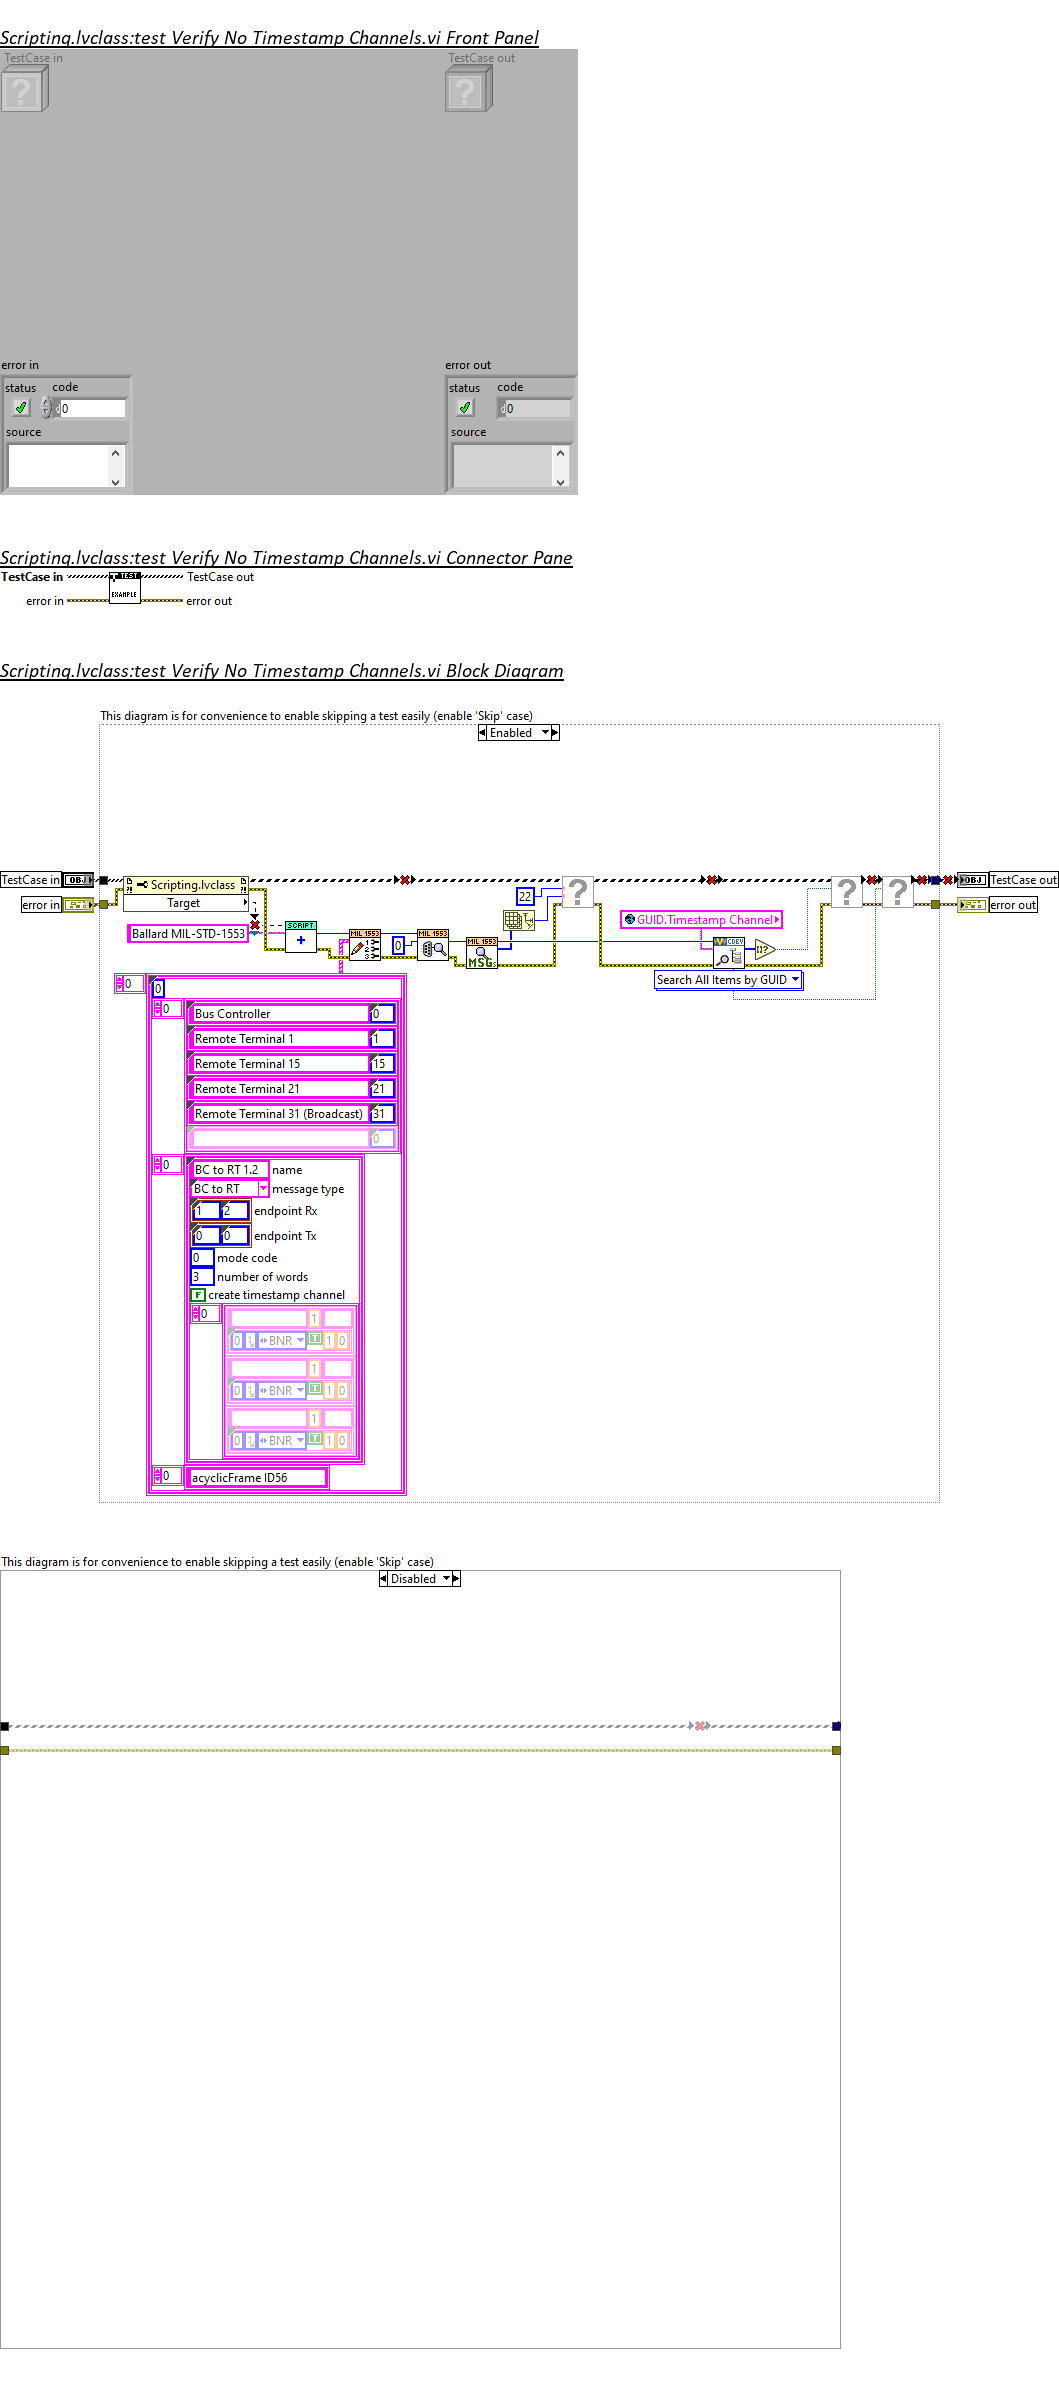 Scripting.lvclass:test Verify No Timestamp Channels.vi Front Panel
TestCase in
TestCase out
error in
error out
status code
status code
0
0
source
source
Scripting.lvclass:test Verify No Timestamp Channels.vi Connector Pane
TestCase in
TEST
TestCase out
error in
EXAMPLE
error out
Scripting.lvclass:test Verify No Timestamp Channels.vi Block Diagram
This diagram is for convenience to enable skipping a test easily (enable 'Skip' case)
Enabled
TestCase in
OBJ
OBJ
TestCase out
error in
error out
Scripting.lvclass
Target
22
GUID.Timestamp Channel
Ballard MIL-STD-1553
SCRIPT
MIL 1553
1
2
3
0
MIL 1553
MIL 1553
MSGs
CDEV
Search All Items by GUID
0
0
0
Bus Controller 0
Remote Terminal 1 1
Remote Terminal 15 15
Remote Terminal 21 21
Remote Terminal 31 (Broadcast) 31
0
0
BC to RT 1.2 name
BC to RT message type
1 2 endpoint Rx
0 0 endpoint Tx
0 mode code
3 number of words
F create timestamp channel
0
1
0 1 BNR T 1 0
1
0 1 BNR T 1 0
1
0 1 BNR T 1 0
0
acyclicFrame ID56
This diagram is for convenience to enable skipping a test easily (enable 'Skip' case)
Disabled